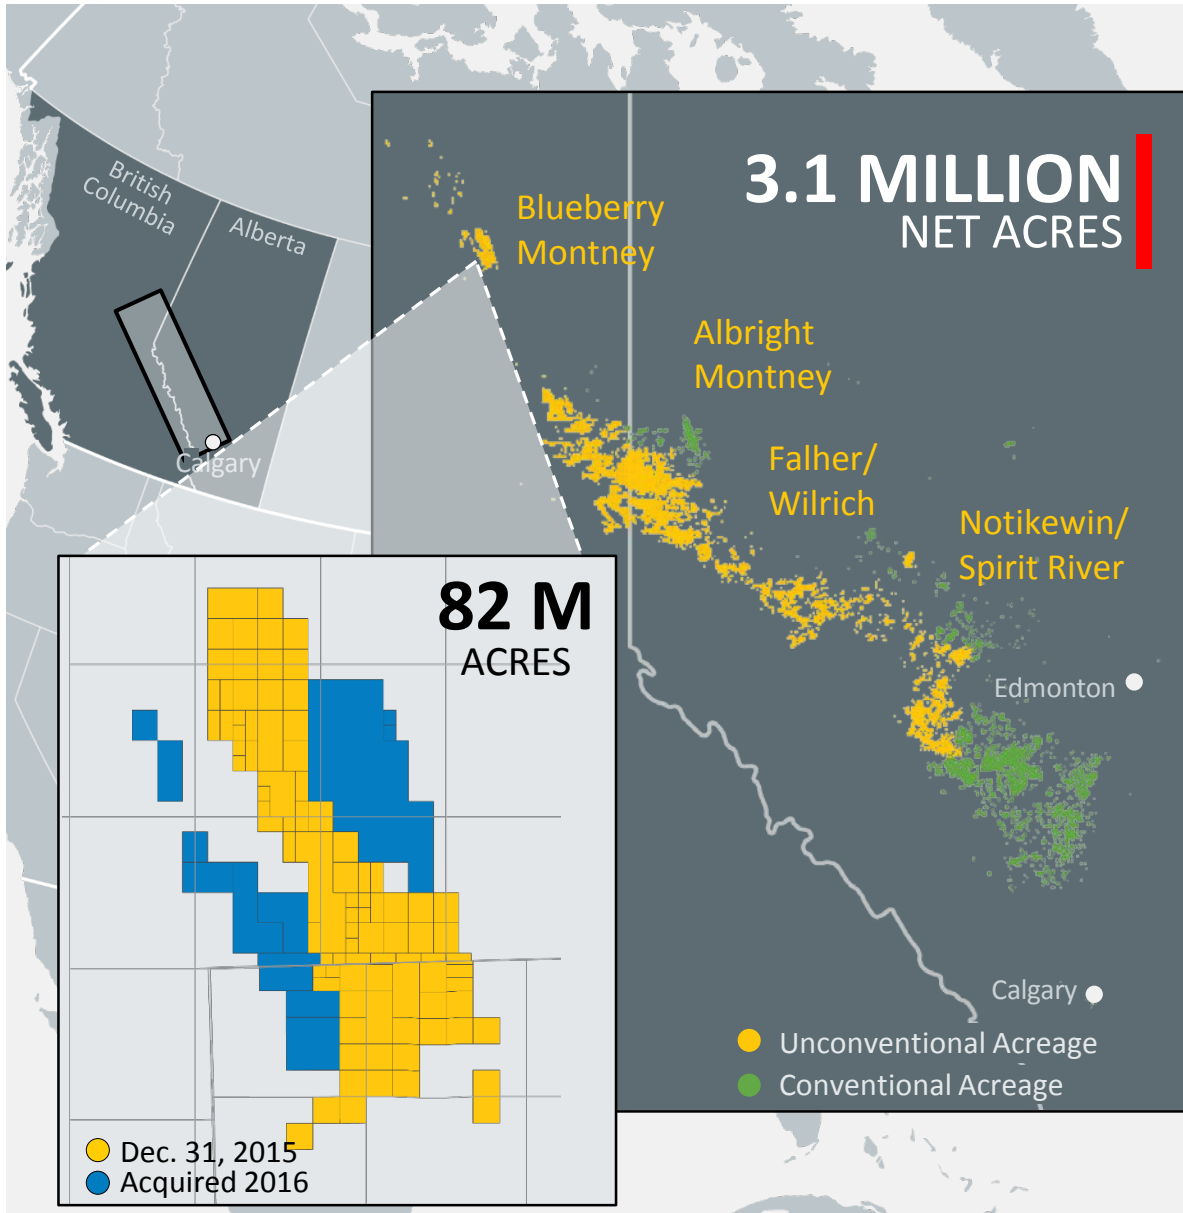 British
Columbia
Alberta
Calgary
3.1 MILLION
NET ACRES
Blueberry
Montney
Albright
Montney
Falher/
Wilrich
Notikewin/
Spirit River
Edmonton
Calgary
Unconventional Acreage
Conventional Acreage
82 M
ACRES
Dec. 31, 2015
Acquired 2016